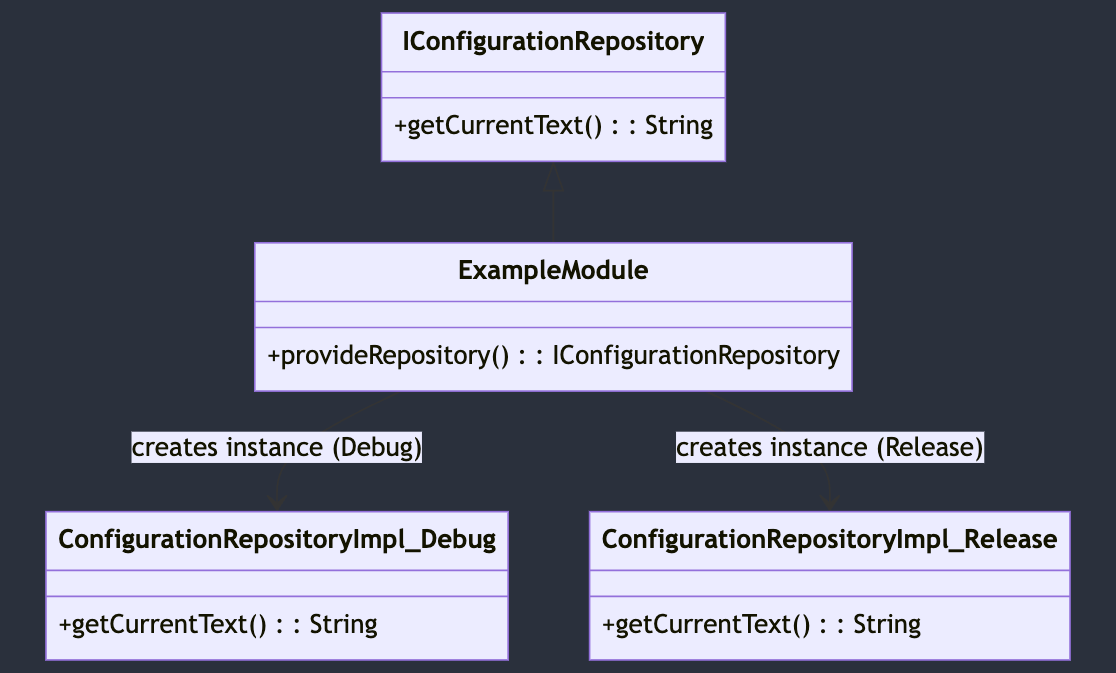 IConfigurationRepository
+getCurrentText() : : String
ExampleModule
+provideRepository() : : IConfigurationRepository
creates instance (Debug)
creates instance (Release)
ConfigurationRepositoryImpl_Debug
+getCurrentText() : : String
ConfigurationRepositoryImpl_Release
+getCurrentText() : : String